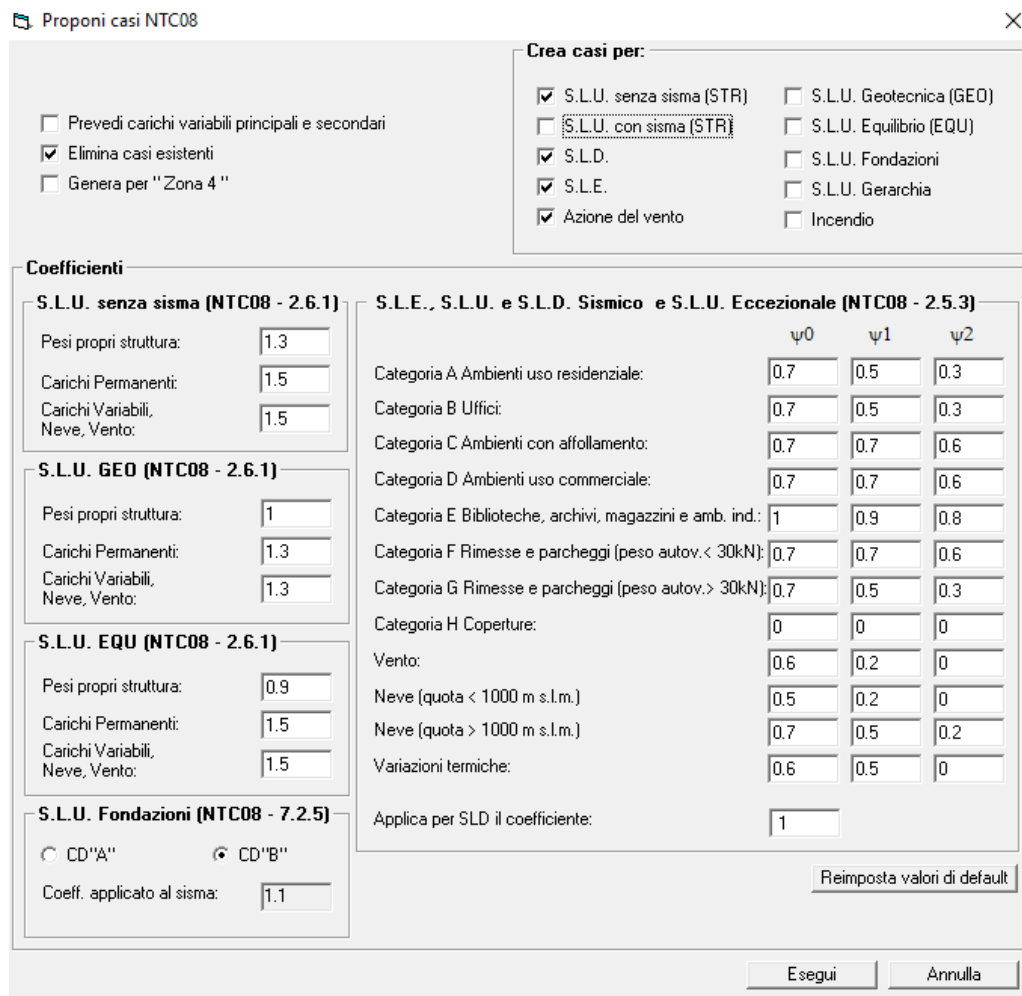 Proponi casi NTC08
Crea casi per:
Prevedi carichi variabili principali e secondari
Elimina casi esistenti
Genera per "Zona 4 "
S.L.U. senza sisma (STR)
S.L.U. con sisma (STR)
S.L.D.
S.L.E.
Azione del vento
S.L.U. Geotecnica (GEO)
S.L.U. Equilibrio (EQU)
S.L.U. Fondazioni
S.L.U. Gerarchia
Incendio
Coefficienti
S.L.U. senza sisma (NTC08 - 2.6.1)
Pesi propri struttura: 1.3
Carichi Permanenti: 1.5
Carichi Variabili,
Neve, Vento: 1.5
S.L.U. GEO (NTC08 - 2.6.1)
Pesi propri struttura: 1
Carichi Permanenti: 1.3
Carichi Variabili,
Neve, Vento: 1.3
S.L.U. EQU (NTC08 - 2.6.1)
Pesi propri struttura: 0.9
Carichi Permanenti: 1.5
Carichi Variabili,
Neve, Vento: 1.5
S.L.U. Fondazioni (NTC08 - 7.2.5)
CD"A" CD"B"
Coeff. applicato al sisma: 1.1
S.L.E., S.L.U. e S.L.D. Sismico e S.L.U. Eccezionale (NTC08 - 2.5.3)
ψ0 ψ1 ψ2
Categoria A Ambienti uso residenziale: 0.7 0.5 0.3
Categoria B Uffici: 0.7 0.5 0.3
Categoria C Ambienti con affollamento: 0.7 0.7 0.6
Categoria D Ambienti uso commerciale: 0.7 0.7 0.6
Categoria E Biblioteche, archivi, magazzini e amb. ind.: 1 0.9 0.8
Categoria F Rimesse e parcheggi (peso autov.< 30kN): 0.7 0.7 0.6
Categoria G Rimesse e parcheggi (peso autov.> 30kN): 0.7 0.5 0.3
Categoria H Coperture: 0 0 0
Vento: 0.6 0.2 0
Neve (quota < 1000 m s.l.m.) 0.5 0.2 0
Neve (quota > 1000 m s.l.m.) 0.7 0.5 0.2
Variazioni termiche: 0.6 0.5 0
Applica per SLD il coefficiente: 1
Reimposta valori di default
Esegui Annulla